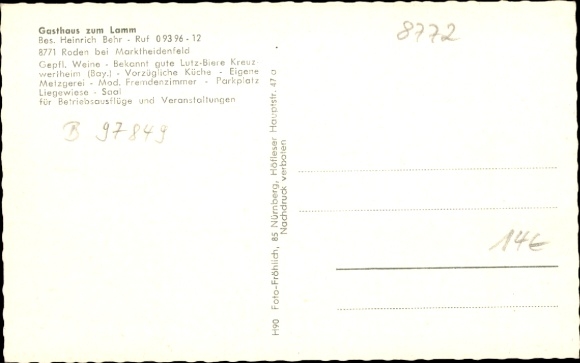 Gasthaus zum Lamm
Bes. Heinrich Behr - Ruf 0 93 96 - 12
8771 Roden bei Marktheidenfeld
Gepfl. Weine - Bekannt gute Lutz-Biere Kreuz-
wertheim (Bay.) - Vorzügliche Küche - Eigene
Metzgerei - Mod. Fremdenzimmer - Parkplatz
Liegewiese - Saal
für Betriebsausflüge und Veranstaltungen
B 97849
H90 Foto-Fröhlich, 85 Nürnberg, Höfleser Hauptstr. 47 a
Nachdruck verboten
8772
14€